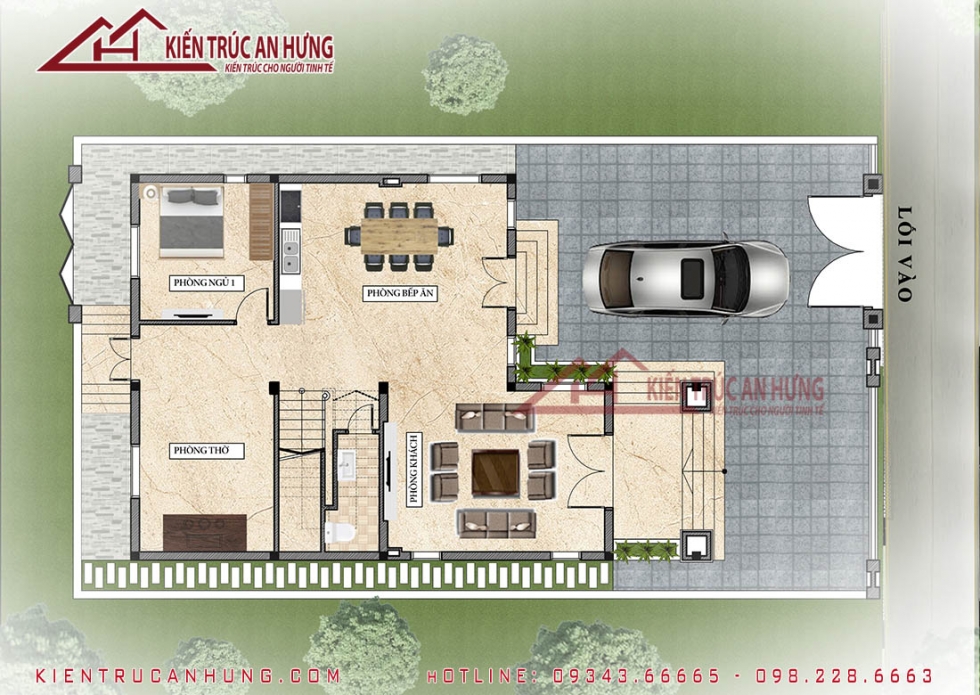 KIẾN TRÚC AN HƯNG
KIẾN TRÚC CHO NGƯỜI TINH TẾ
LỐI VÀO
PHÒNG NGỦ 1
PHÒNG BẾP ĂN
KIẾN TRÚC AN HƯNG
KIẾN TRÚC CHO NGƯỜI TINH TẾ
PHÒNG THỜ
PHÒNG KHÁCH
KIENTRUCANHUNG.COM
HOTLINE: 09343.66665 - 098.228.6663